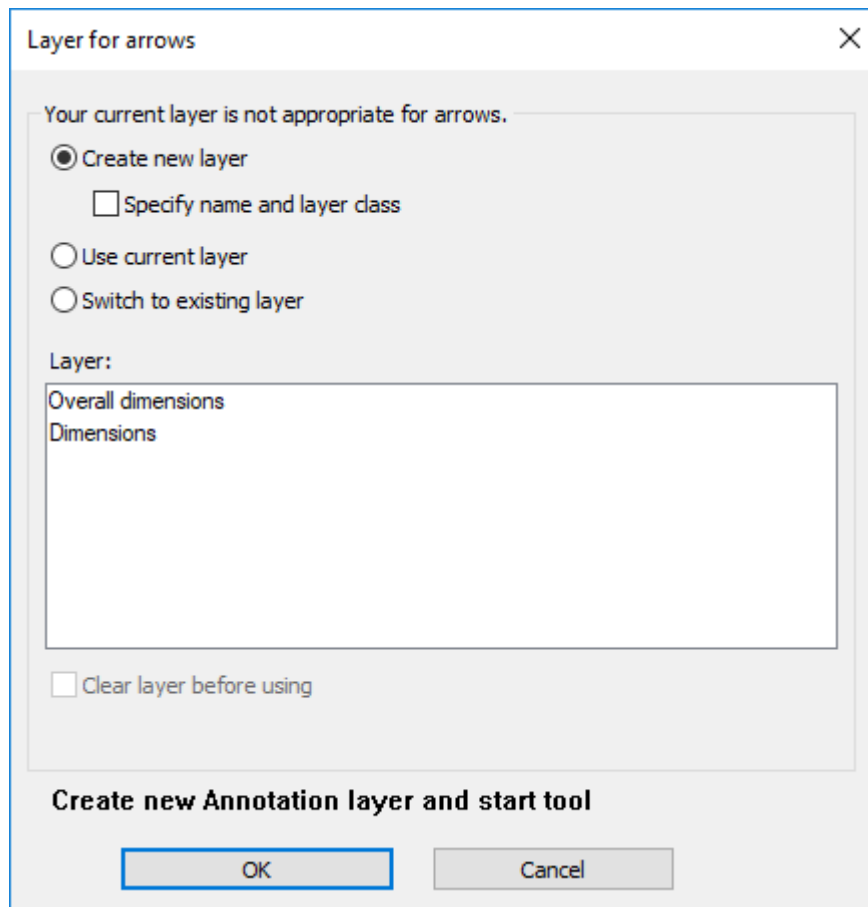 Layer for arrows
Your current layer is not appropriate for arrows.
Create new layer
Specify name and layer class
Use current layer
Switch to existing layer
Layer:
Overall dimensions
Dimensions
Clear layer before using
Create new Annotation layer and start tool
OK Cancel